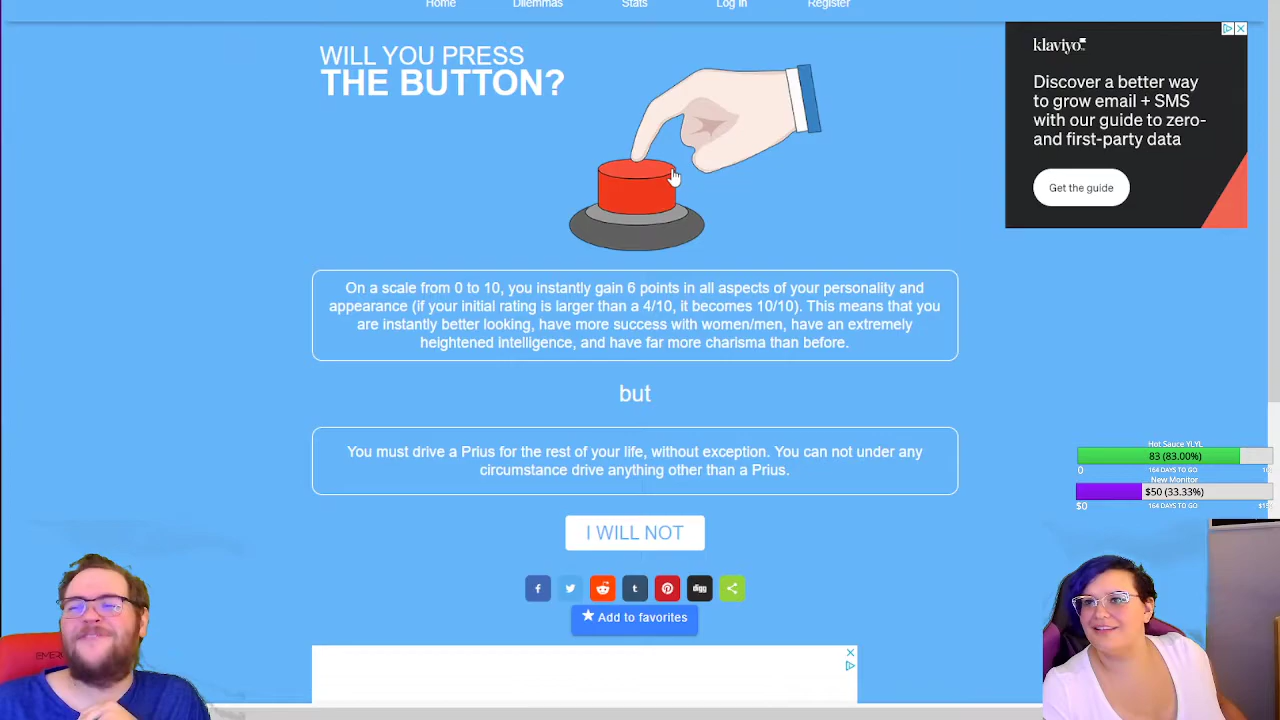 Home Dilemmas Stats Log In Register
WILL YOU PRESS
THE BUTTON?
klaviyo
Discover a better way
to grow email + SMS
with our guide to zero-
and first-party data
Get the guide
On a scale from 0 to 10, you instantly gain 6 points in all aspects of your personality and
appearance (if your initial rating is larger than a 4/10, it becomes 10/10). This means that you
are instantly better looking, have more success with women/men, have an extremely
heightened intelligence, and have far more charisma than before.
but
You must drive a Prius for the rest of your life, without exception. You can not under any
circumstance drive anything other than a Prius.
Hot Sauce YLYL
83 (83.00%)
0 164 DAYS TO GO
New Monitor
$50 (33.33%)
$0 164 DAYS TO GO
I WILL NOT
digg
Add to favorites